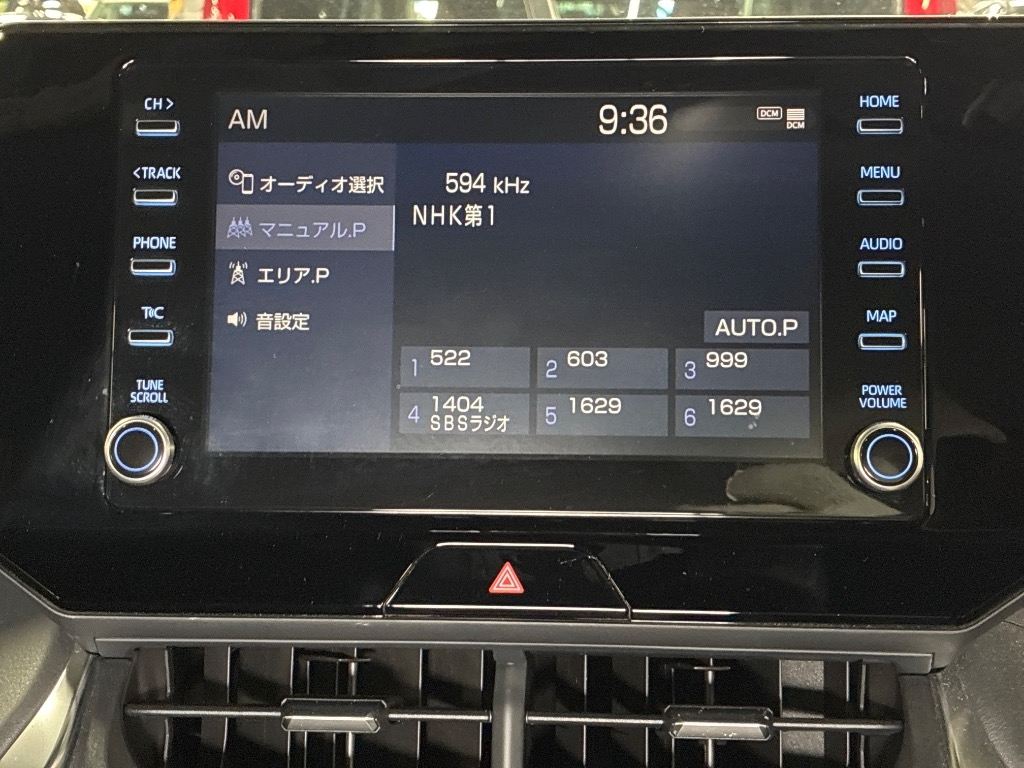 CH >
<TRACK
PHONE
T/C
TUNE
SCROLL
AM
9:36
DCM
DCM
オーディオ選択
マニュアル.P
エリア.P
音設定
594 kHz
NHK第1
AUTO.P
1 522
2 603
3 999
4 1404
SBSラジオ
5 1629
6 1629
HOME
MENU
AUDIO
MAP
POWER
VOLUME